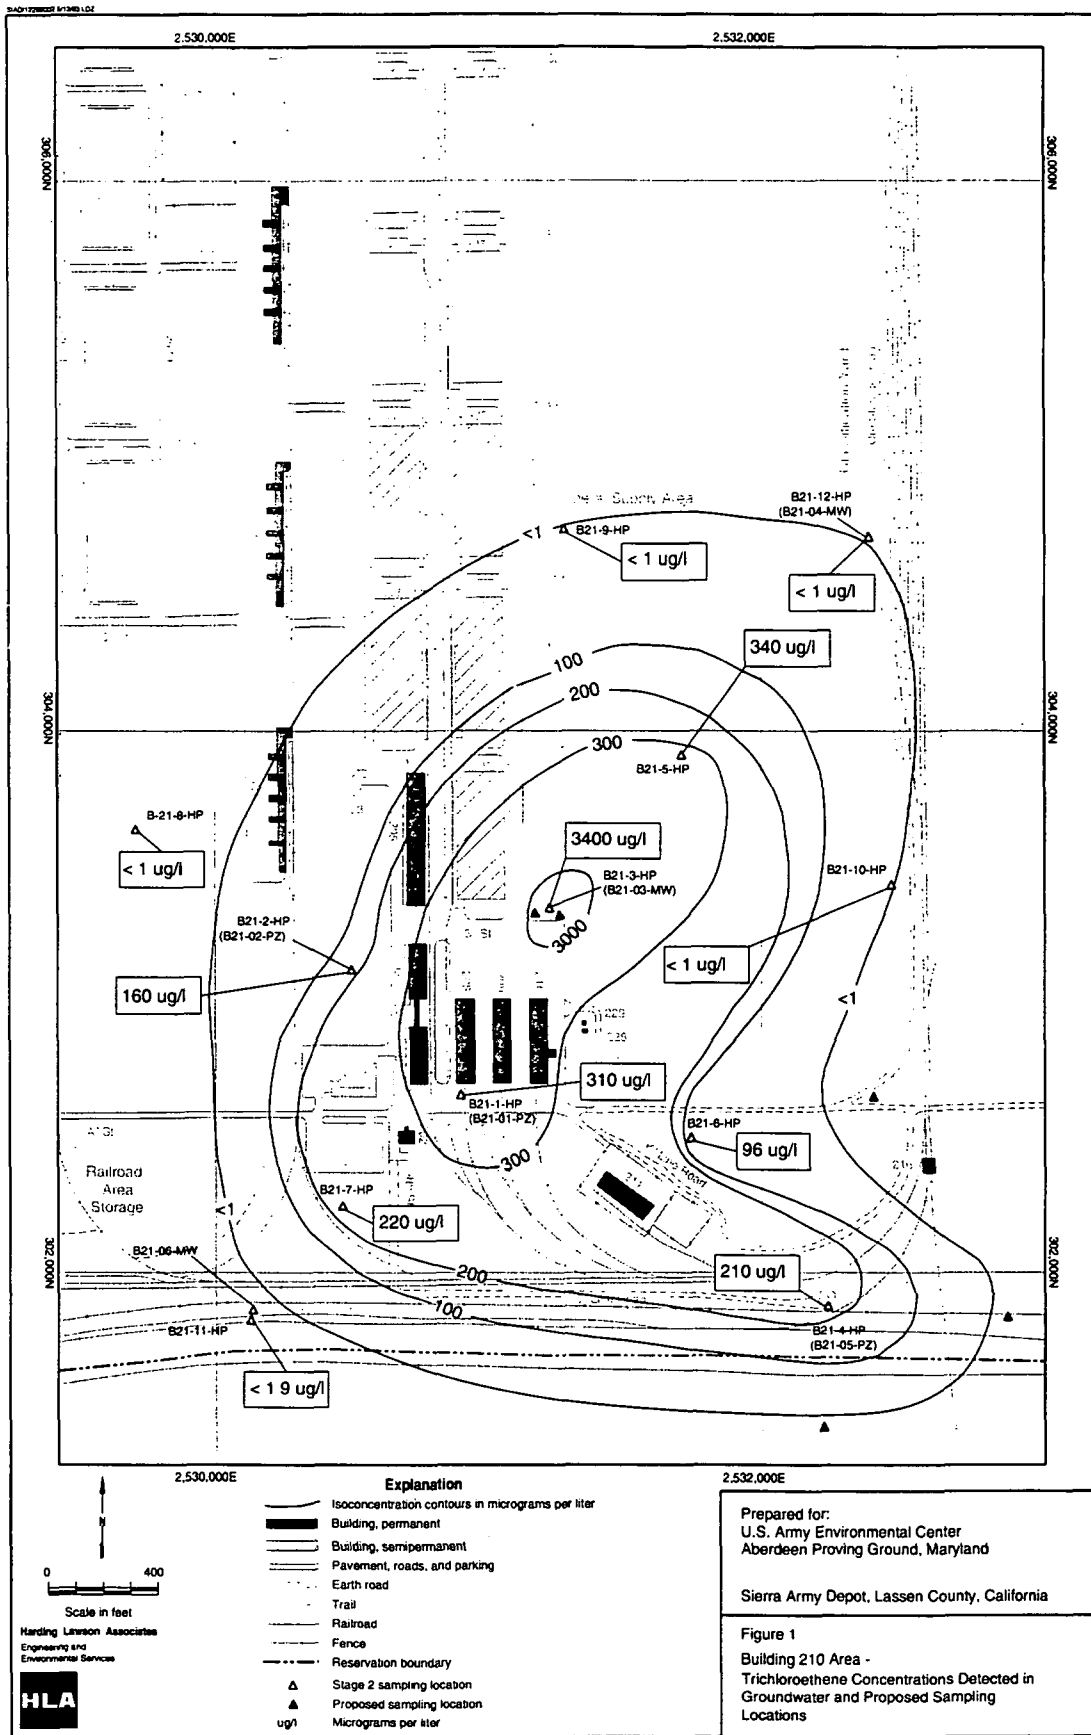 2,530,000E
2,532,000E
306,000N
306,000N
Supply Area
B21-12-HP
(B21-04-MW)
<1
B21-9-HP
< 1 ug/l
< 1 ug/l
340 ug/l
100
200
304,000N
304,000N
300
B21-5-HP
B-21-8-HP
3400 ug/l
< 1 ug/l
B21-3-HP
(B21-03-MW)
B21-10-HP
B21-2-HP
(B21-02-PZ)
3000
< 1 ug/l
160 ug/l
<1
229
310 ug/l
B21-1-HP
(B21-01-PZ)
B21-6-HP
96 ug/l
300
Railroad
Area
Storage
211
Road
B21-7-HP
<1
220 ug/l
B21-06-MW
302,000N
302,000N
200
210 ug/l
100
B21-11-HP
B21-4-HP
(B21-05-PZ)
< 1 9 ug/l
2,530,000E
2,532,000E
N
0 400
Scale in feet
Harding Lawson Associates
Engineering and
Environmental Services
HLA
Explanation
Isoconcentration contours in micrograms per liter
Building, permanent
Building, semipermanent
Pavement, roads, and parking
Earth road
Trail
Railroad
Fence
Reservation boundary
Stage 2 sampling location
Proposed sampling location
ug/l Micrograms per liter
Prepared for:
U.S. Army Environmental Center
Aberdeen Proving Ground, Maryland
Sierra Army Depot, Lassen County, California
Figure 1
Building 210 Area -
Trichloroethene Concentrations Detected in
Groundwater and Proposed Sampling
Locations